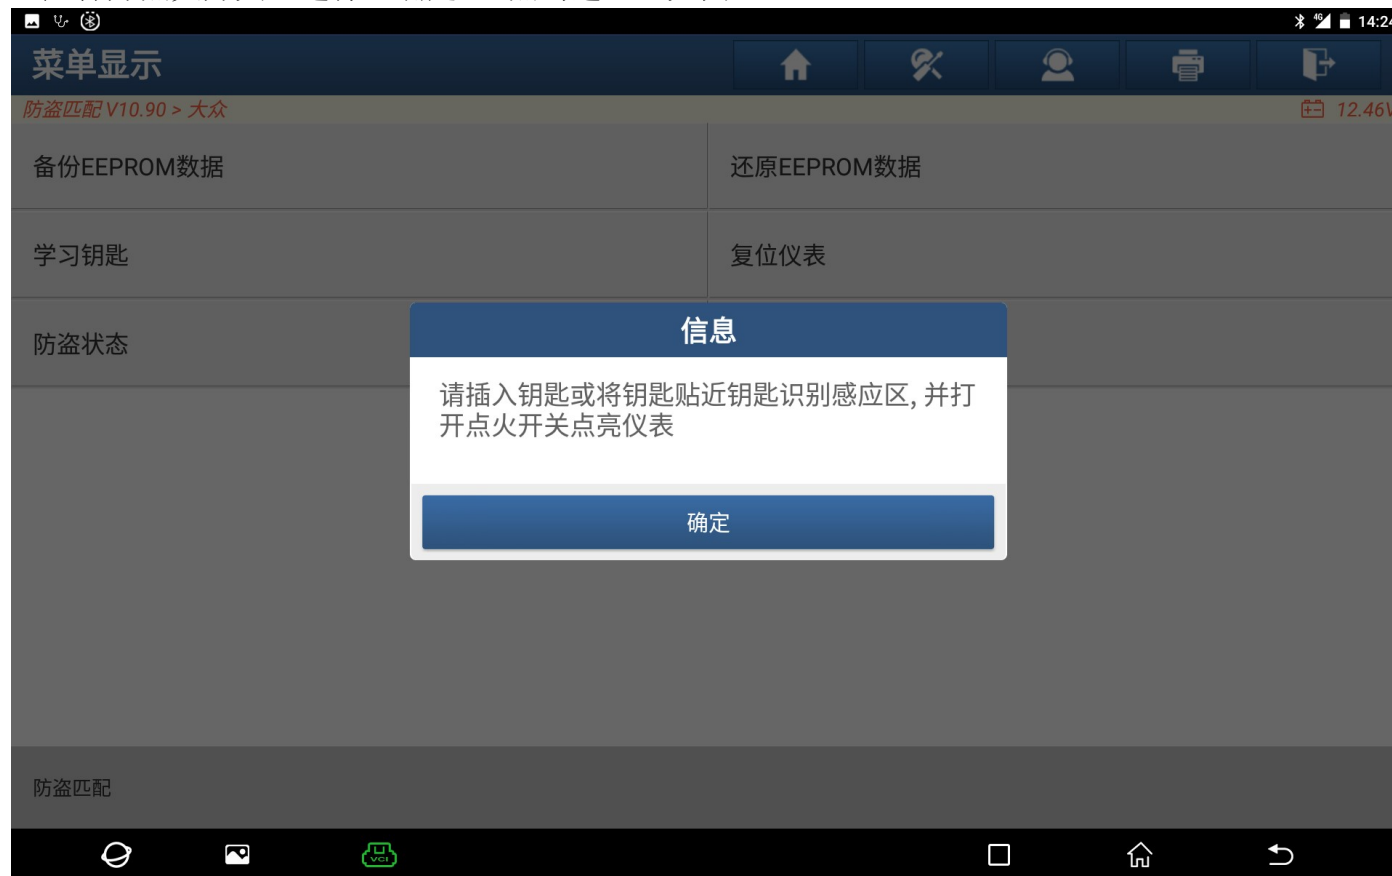 14:24
菜单显示
防盗匹配 V10.90 > 大众
12.46V
备份EEPROM数据
还原EEPROM数据
学习钥匙
复位仪表
防盗状态
信息
请插入钥匙或将钥匙贴近钥匙识别感应区, 并打
开点火开关点亮仪表
确定
防盗匹配
VCI